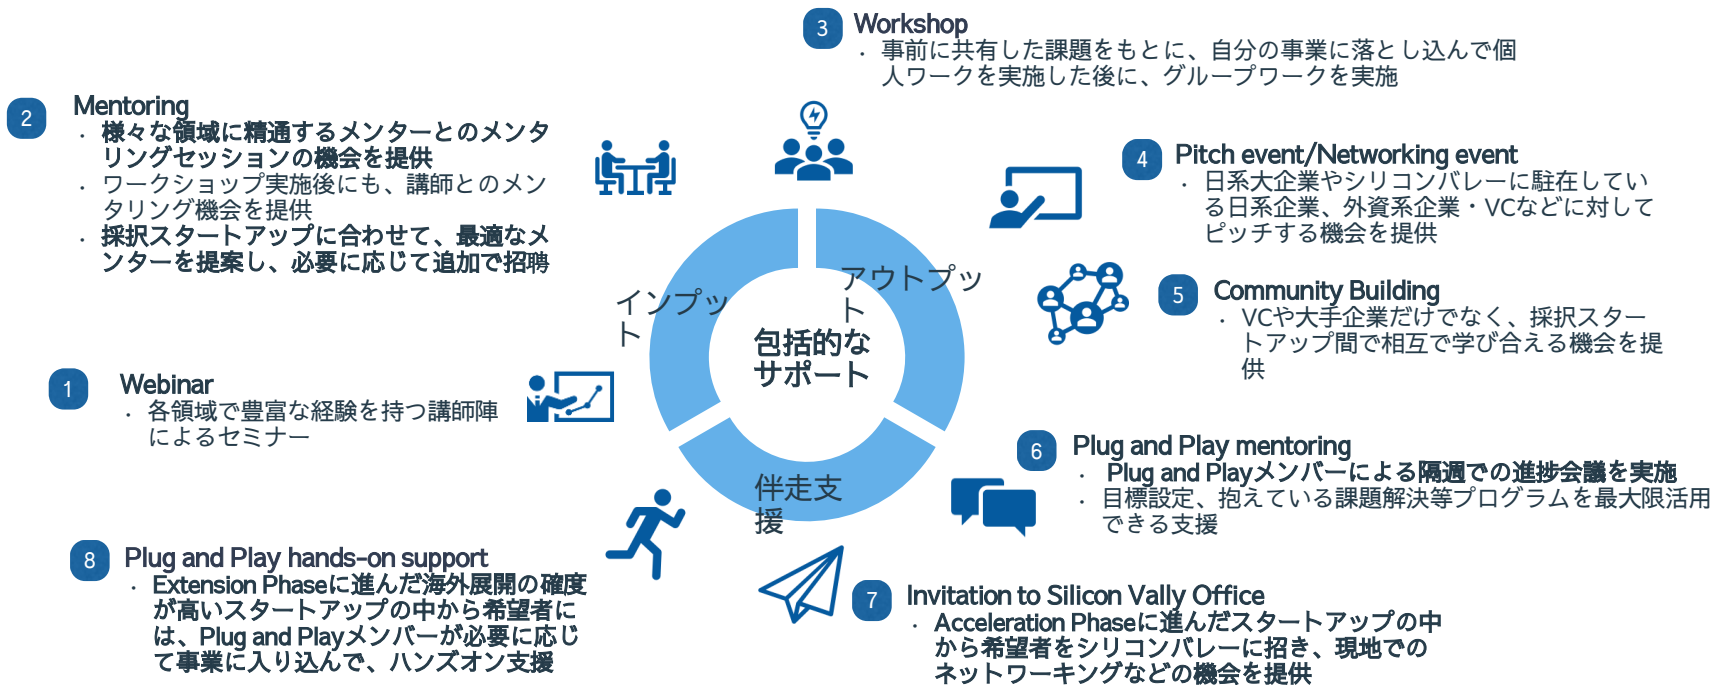 3
Workshop
・ 事前に共有した課題をもとに、自分の事業に落とし込んで個
人ワークを実施した後に、グループワークを実施
2
Mentoring
・ 様々な領域に精通するメンターとのメンタ
リングセッションの機会を提供
・ ワークショップ実施後にも、講師とのメン
タリング機会を提供
・ 採択スタートアップに合わせて、最適なメ
ンターを提案し、必要に応じて追加で招聘
4
Pitch event/Networking event
・ 日系大企業やシリコンバレーに駐在してい
る日系企業、外資系企業・VCなどに対して
ピッチする機会を提供
5
Community Building
・ VCや大手企業だけでなく、採択スター
トアップ間で相互で学び合える機会を提
供
インプッ
ト
アウトプッ
ト
包括的な
サポート
伴走支
援
1
Webinar
・ 各領域で豊富な経験を持つ講師陣
によるセミナー
6
Plug and Play mentoring
・ Plug and Playメンバーによる隔週での進捗会議を実施
・ 目標設定、抱えている課題解決等プログラムを最大限活用
できる支援
8
Plug and Play hands-on support
・ Extension Phaseに進んだ海外展開の確度
が高いスタートアップの中から希望者に
は、Plug and Playメンバーが必要に応じ
て事業に入り込んで、ハンズオン支援
7
Invitation to Silicon Vally Office
・ Acceleration Phaseに進んだスタートアップの中
から希望者をシリコンバレーに招き、現地での
ネットワーキングなどの機会を提供